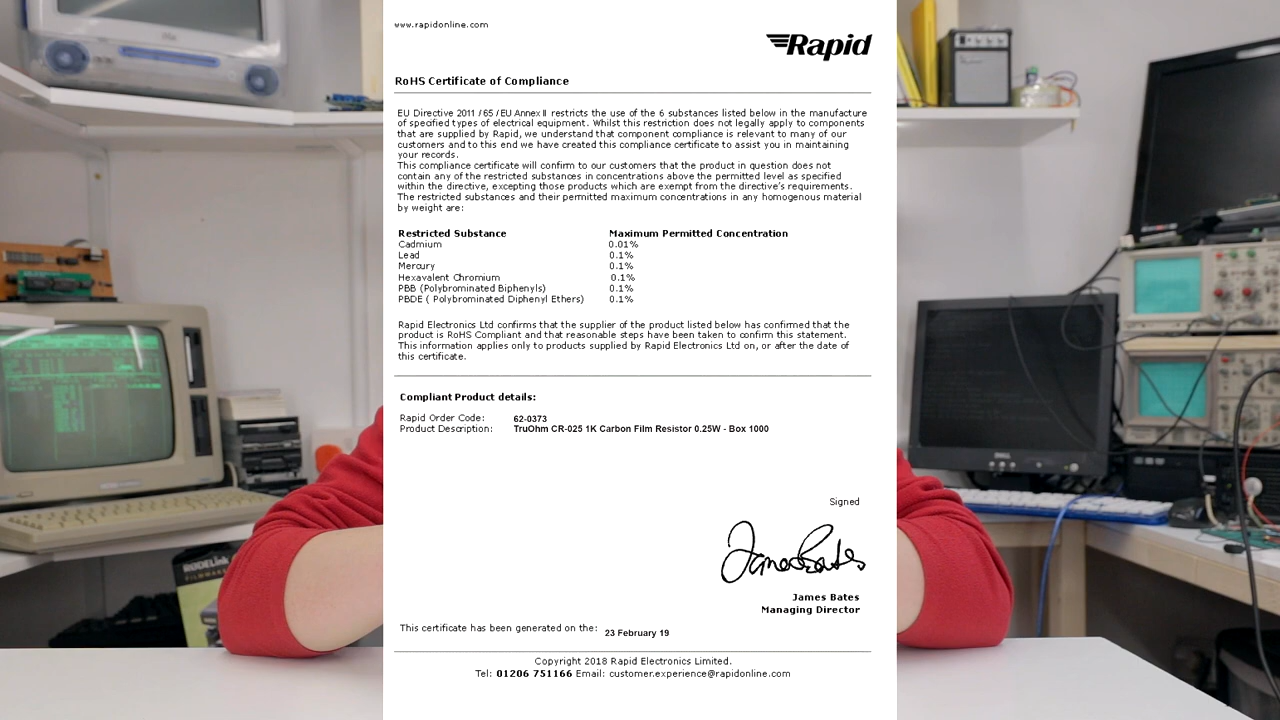 www.rapidonline.com
Rapid
RoHS Certificate of Compliance
EU Directive 2011 /65 /EU Annex II restricts the use of the 6 substances listed below in the manufacture
of specified types of electrical equipment. Whilst this restriction does not legally apply to components
that are supplied by Rapid, we understand that component compliance is relevant to many of our
customers and to this end we have created this compliance certificate to assist you in maintaining
your records.
This compliance certificate will confirm to our customers that the product in question does not
contain any of the restricted substances in concentrations above the permitted level as specified
within the directive, excepting those products which are exempt from the directive's requirements.
The restricted substances and their permitted maximum concentrations in any homogenous material
by weight are:
Restricted Substance Maximum Permitted Concentration
Cadmium 0.01%
Lead 0.1%
Mercury 0.1%
Hexavalent Chromium 0.1%
PBB (Polybrominated Biphenyls) 0.1%
PBDE ( Polybrominated Diphenyl Ethers) 0.1%
Rapid Electronics Ltd confirms that the supplier of the product listed below has confirmed that the
product is RoHS Compliant and that reasonable steps have been taken to confirm this statement.
This information applies only to products supplied by Rapid Electronics Ltd on, or after the date of
this certificate.
Compliant Product details:
Rapid Order Code: 62-0373
Product Description: TruOhm CR-025 1K Carbon Film Resistor 0.25W - Box 1000
Signed
James Bates
James Bates
Managing Director
This certificate has been generated on the: 23 February 19
Copyright 2018 Rapid Electronics Limited.
Tel: 01206 751166 Email: customer.experience@rapidonline.com
RØDELink
FILMMAKER
DELL